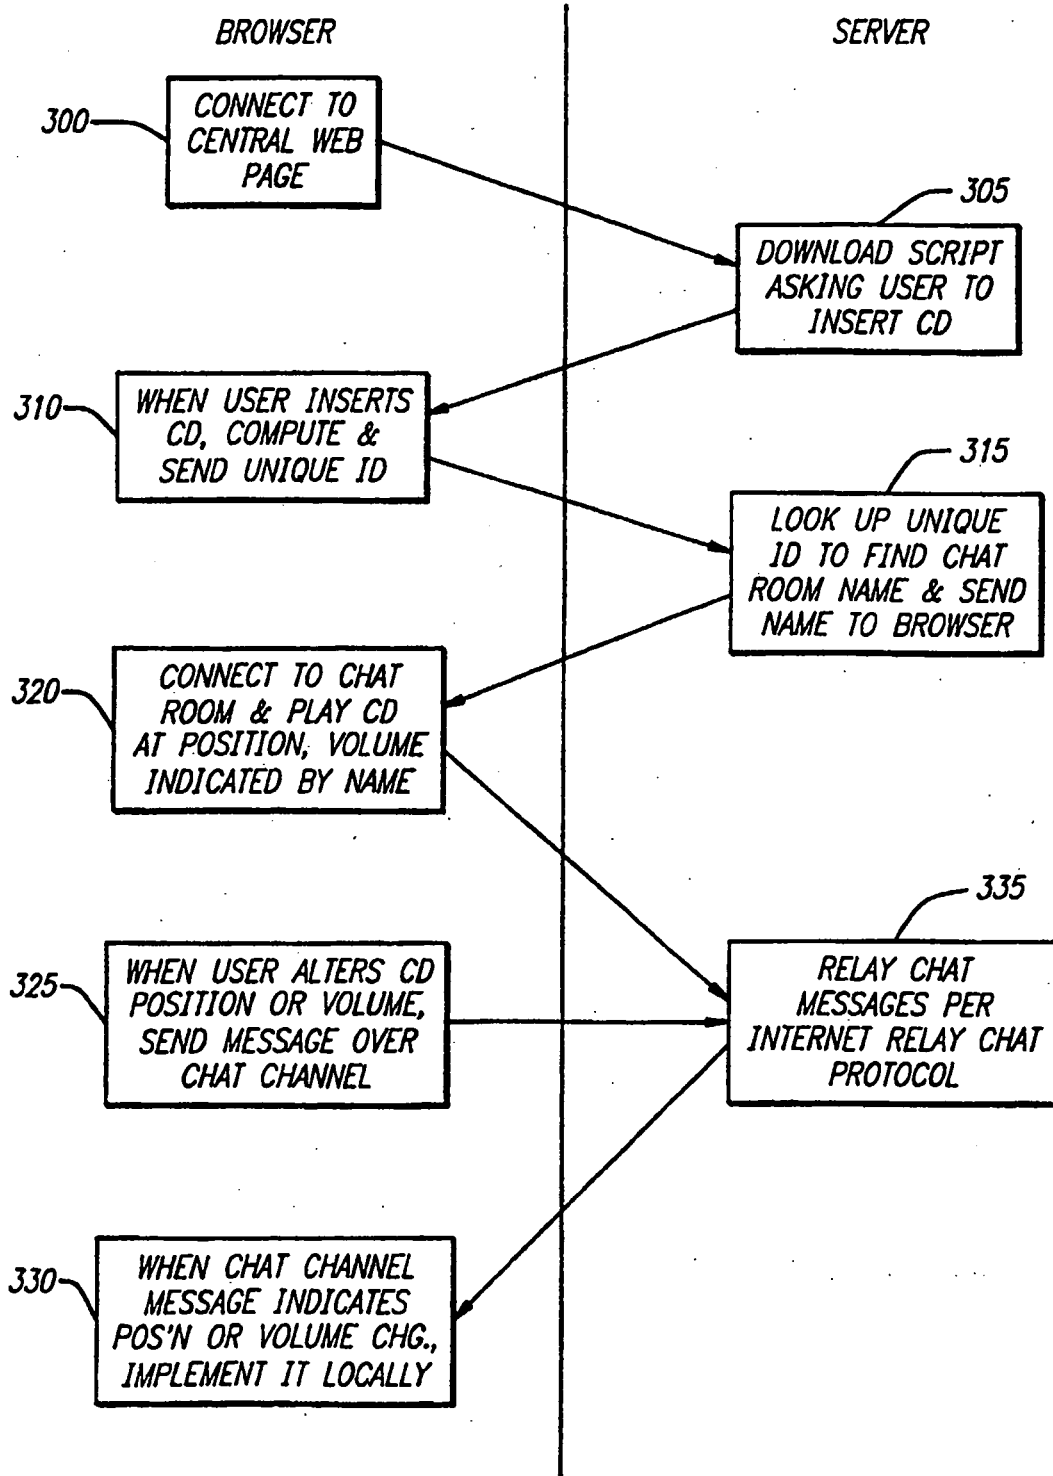 BROWSER
SERVER
300
CONNECT TO
CENTRAL WEB
PAGE
305
DOWNLOAD SCRIPT
ASKING USER TO
INSERT CD
310
WHEN USER INSERTS
CD, COMPUTE &
SEND UNIQUE ID
315
LOOK UP UNIQUE
ID TO FIND CHAT
ROOM NAME & SEND
NAME TO BROWSER
320
CONNECT TO CHAT
ROOM & PLAY CD
AT POSITION, VOLUME
INDICATED BY NAME
325
WHEN USER ALTERS CD
POSITION OR VOLUME,
SEND MESSAGE OVER
CHAT CHANNEL
335
RELAY CHAT
MESSAGES PER
INTERNET RELAY CHAT
PROTOCOL
330
WHEN CHAT CHANNEL
MESSAGE INDICATES
POS'N OR VOLUME CHG.,
IMPLEMENT IT LOCALLY